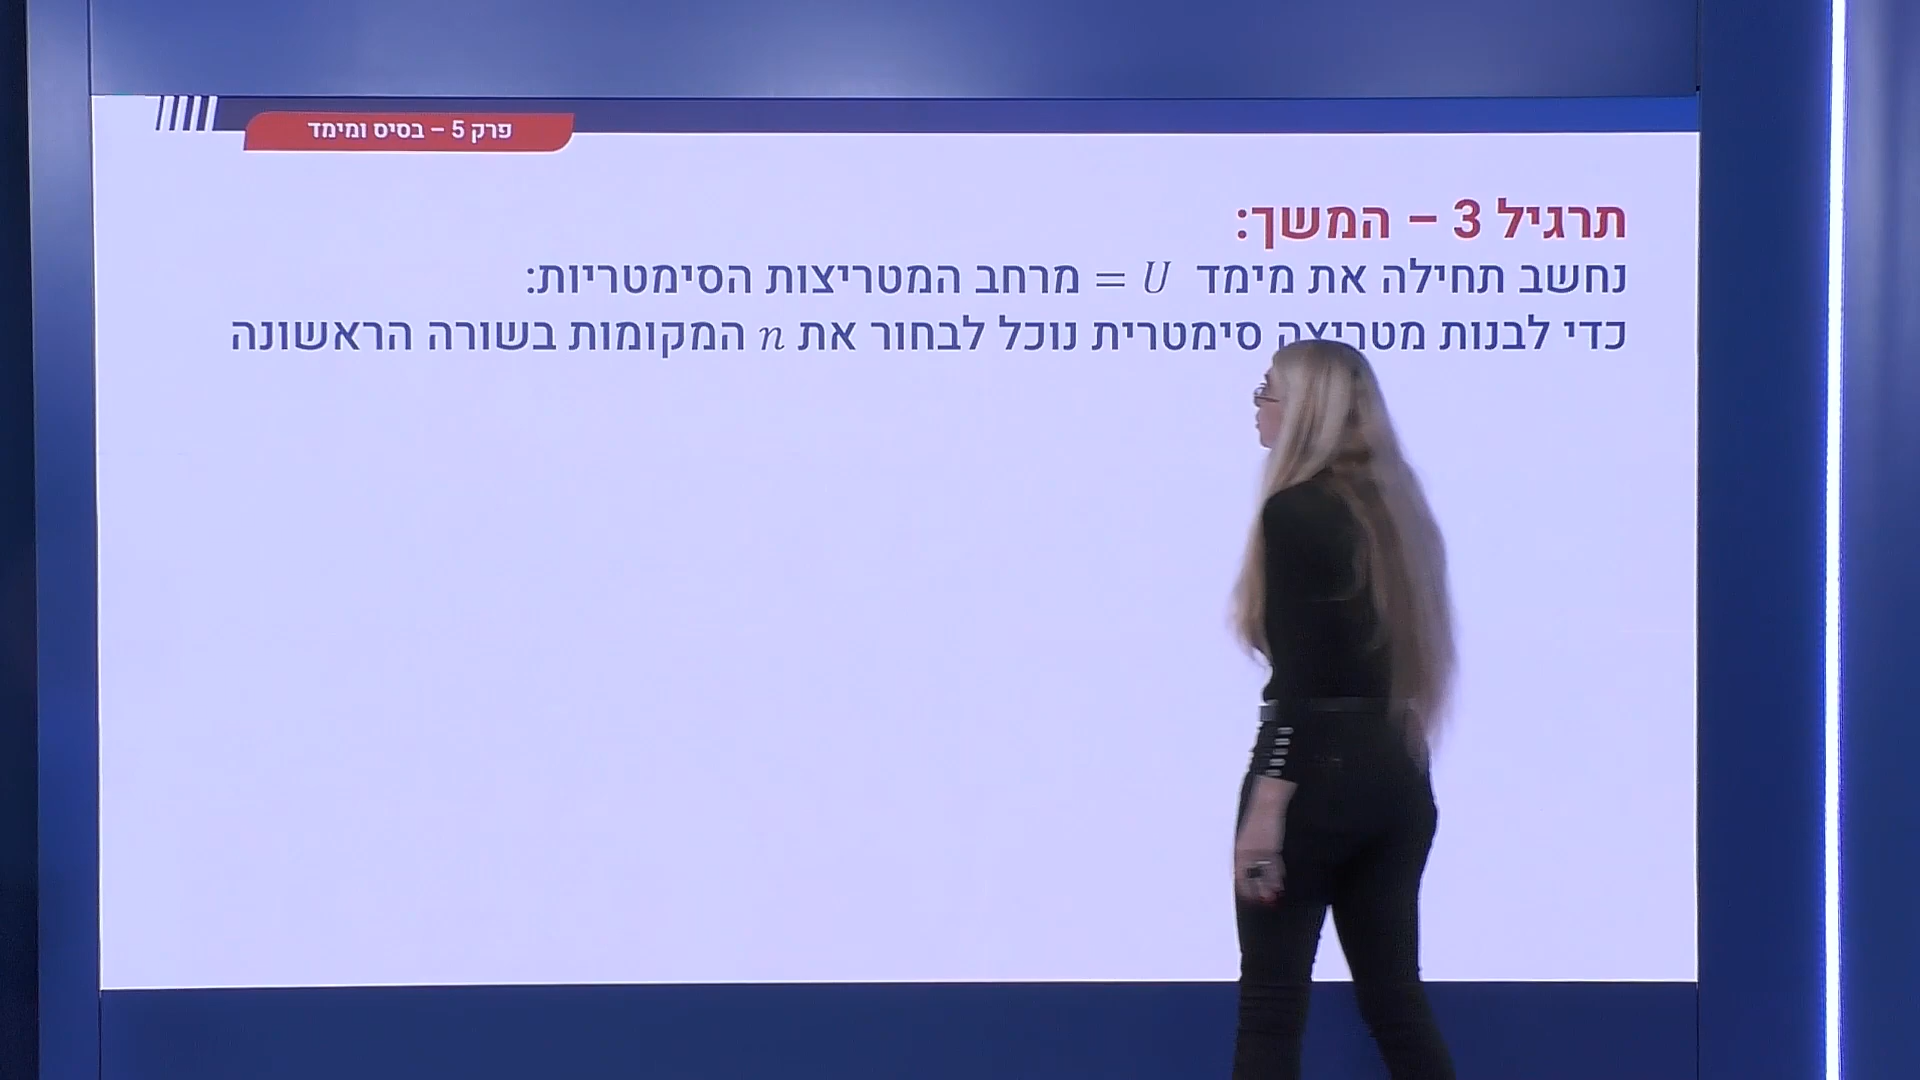 פרק 5 – בסיס ומימד
תרגיל 3 – המשך:
נחשב תחילה את מימד U = מרחב המטריצות הסימטריות:
כדי לבנות מטריצה סימטרית נוכל לבחור את n המקומות בשורה הראשונה